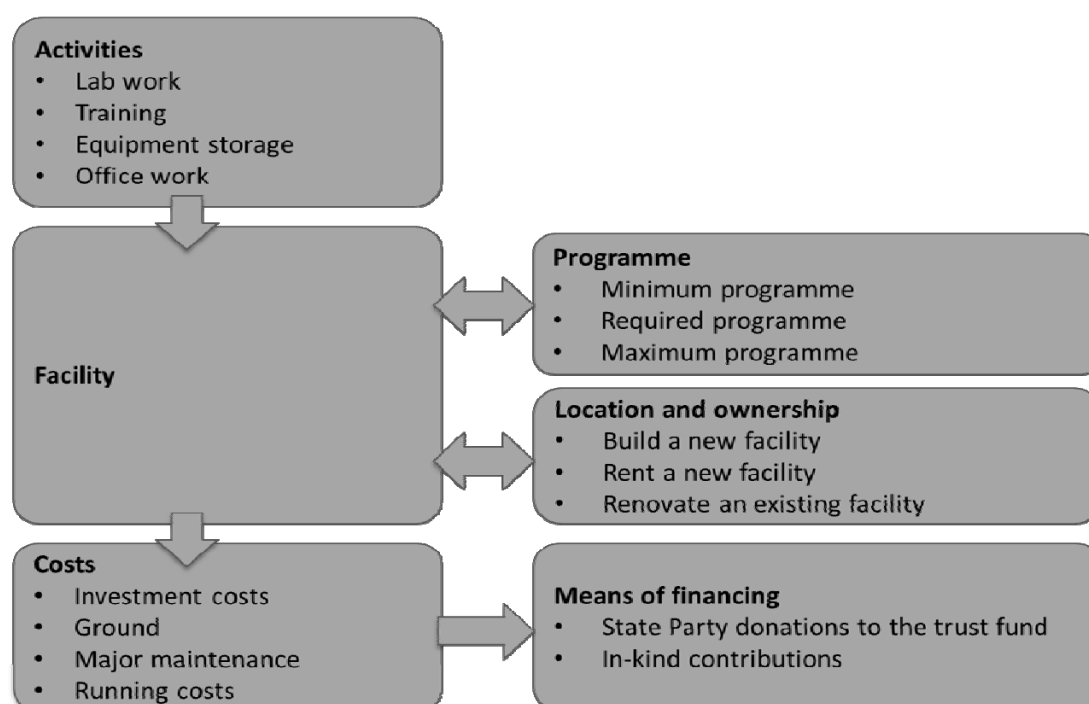 Activities
• Lab work
• Training
• Equipment storage
• Office work
Facility
Programme
• Minimum programme
• Required programme
• Maximum programme
Location and ownership
• Build a new facility
• Rent a new facility
• Renovate an existing facility
Costs
• Investment costs
• Ground
• Major maintenance
• Running costs
Means of financing
• State Party donations to the trust fund
• In-kind contributions